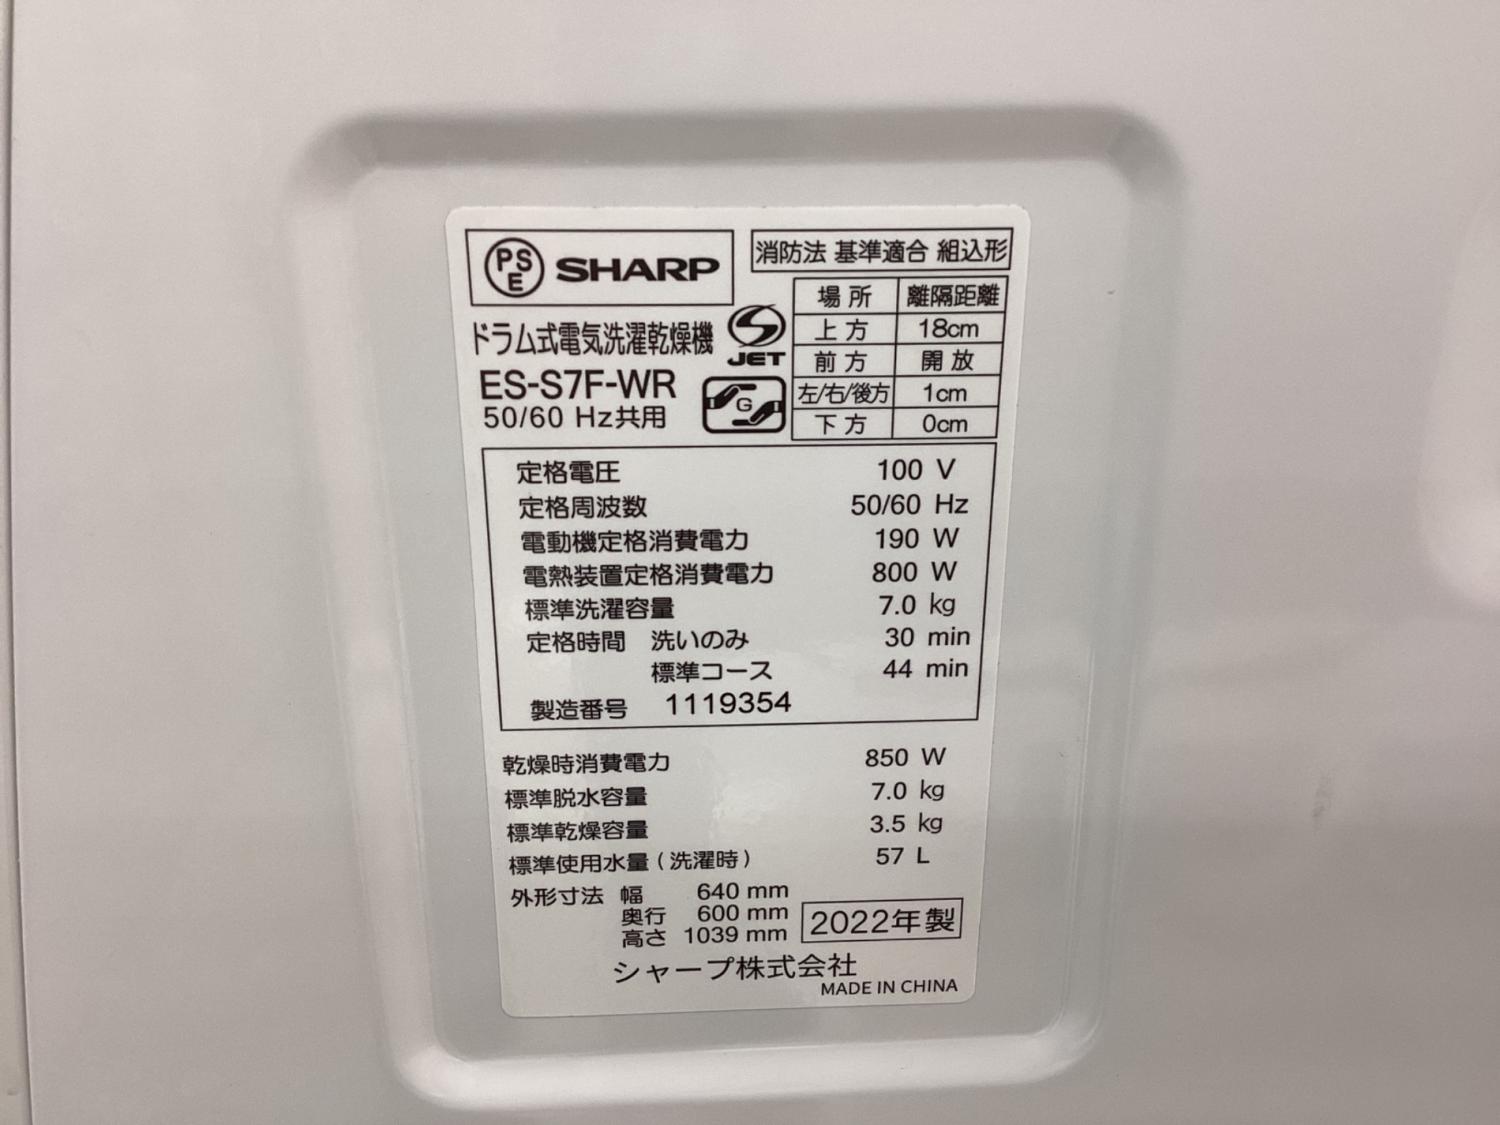 PSE SHARP
消防法 基準適合 組込形
場所 離隔距離
上方 18cm
前方 開放
左/右/後方 1cm
下方 0cm
ドラム式電気洗濯乾燥機
JET
ES-S7F-WR
G
50/60 Hz共用
定格電圧 100 V
定格周波数 50/60 Hz
電動機定格消費電力 190 W
電熱装置定格消費電力 800 W
標準洗濯容量 7.0 kg
定格時間 洗いのみ 30 min
標準コース 44 min
製造番号 1119354
乾燥時消費電力 850 W
標準脱水容量 7.0 kg
標準乾燥容量 3.5 kg
標準使用水量(洗濯時) 57 L
外形寸法 幅 640 mm
奥行 600 mm
高さ 1039 mm
2022年製
シャープ株式会社
MADE IN CHINA